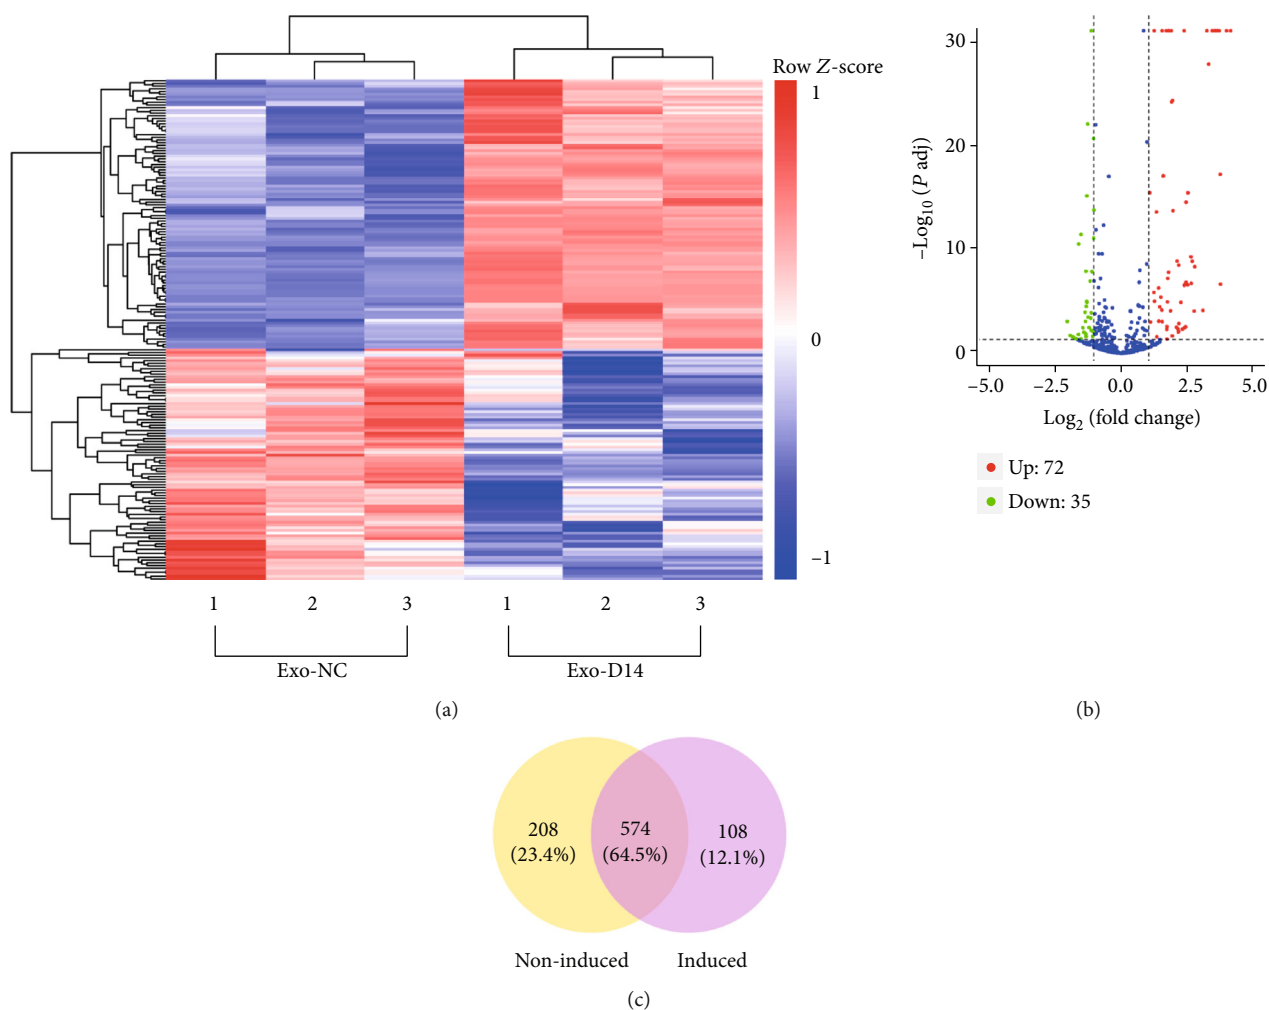 Row Z-score
1
0
−1
1 2 3 1 2 3
Exo-NC Exo-D14
(a)
−Log10 (P adj)
30
20
10
0
−5.0 −2.5 0.0 2.5 5.0
Log2 (fold change)
Up: 72
Down: 35
(b)
208
(23.4%)
574
(64.5%)
108
(12.1%)
Non-induced Induced
(c)